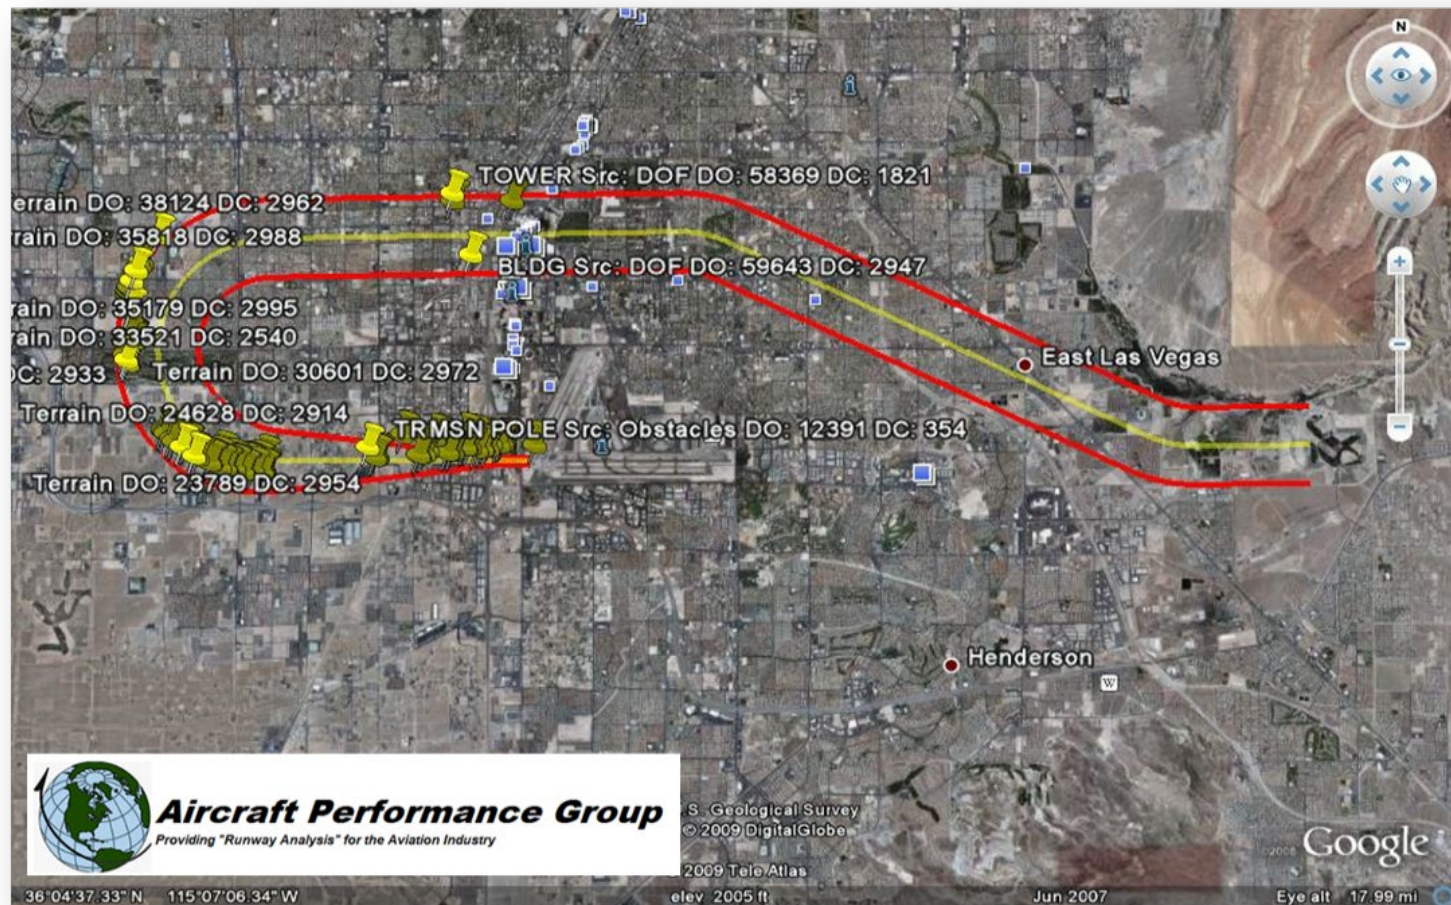 N
TOWER Src: DOF DO: 58369 DC: 1821
errain DO: 38124 DC: 2962
rain DO: 35818 DC: 2988
BLDG Src: DOF DO: 59643 DC: 2947
rain DO: 35179 DC: 2995
rain DO: 33521 DC: 2540
East Las Vegas
DC: 2933
Terrain DO: 30601 DC: 2972
Terrain DO: 24628 DC: 2914
TRMSN POLE Src: Obstacles DO: 12391 DC: 354
Terrain DO: 23789 DC: 2954
Henderson
W
Aircraft Performance Group
Providing "Runway Analysis" for the Aviation Industry
.S. Geological Survey
© 2009 DigitalGlobe
2009 Tele Atlas
©2008
Google
36°04'37.33" N 115°07'06.34" W
elev 2005 ft
Jun 2007
Eye alt 17.99 mi